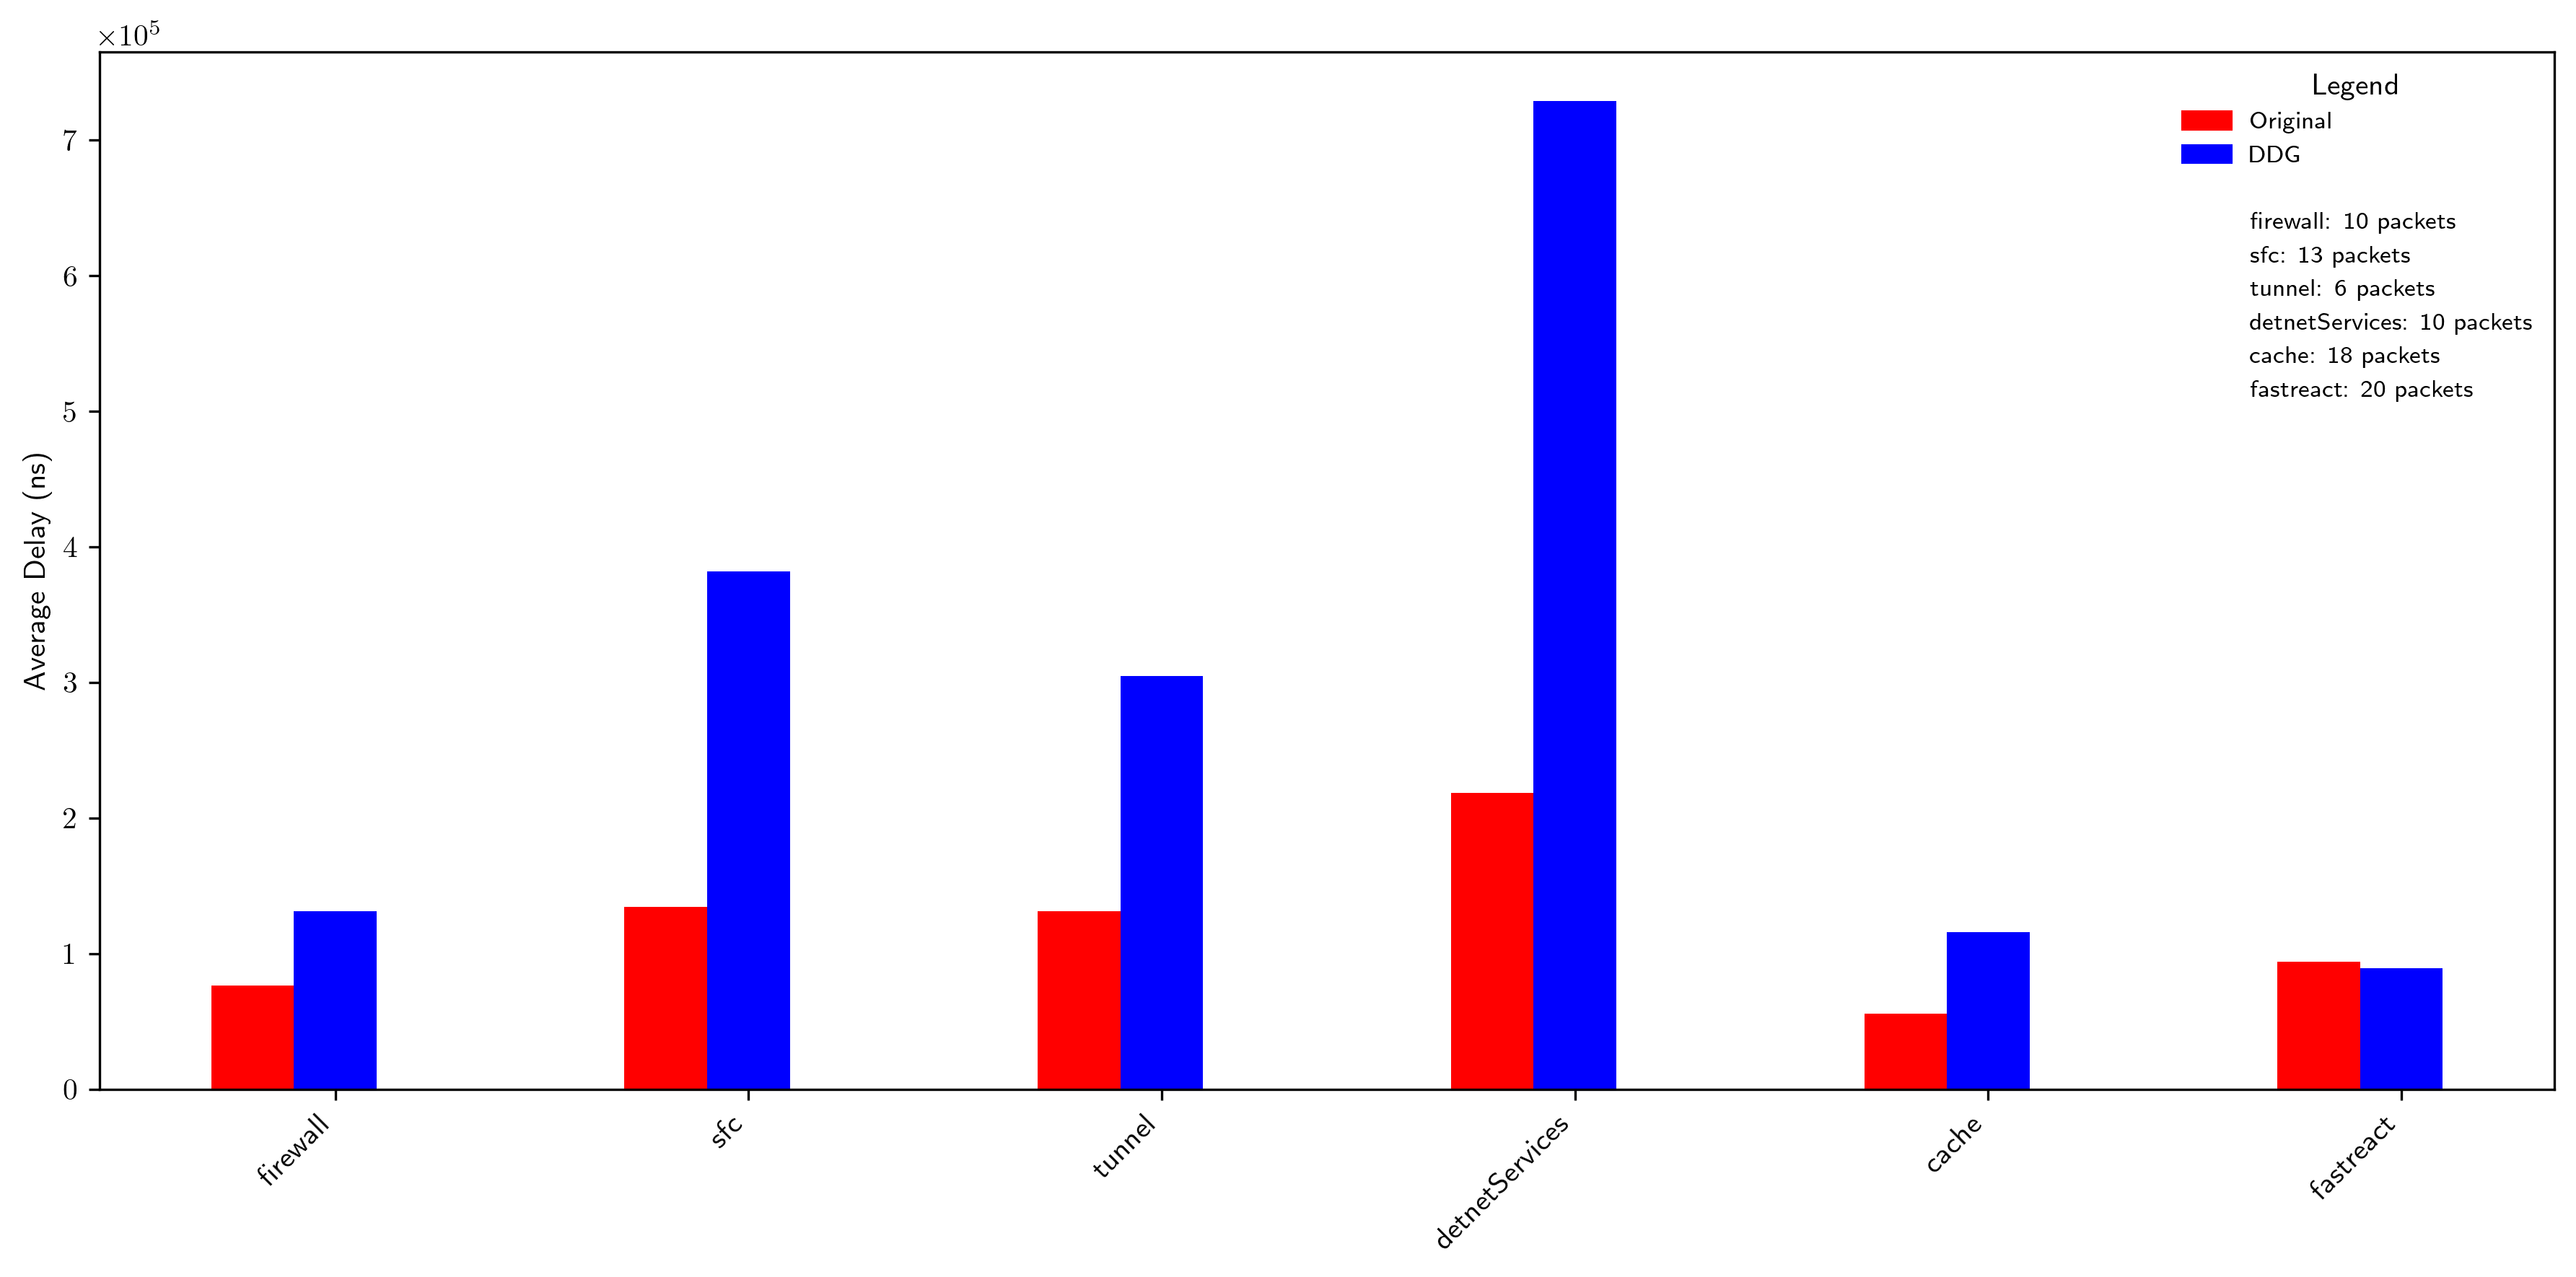 ×10⁵
7
6
5
4
3
2
1
0
Average Delay (ns)
Legend
Original
DDG
firewall: 10 packets
sfc: 13 packets
tunnel: 6 packets
detnetServices: 10 packets
cache: 18 packets
fastreact: 20 packets
firewall
sfc
tunnel
detnetServices
cache
fastreact